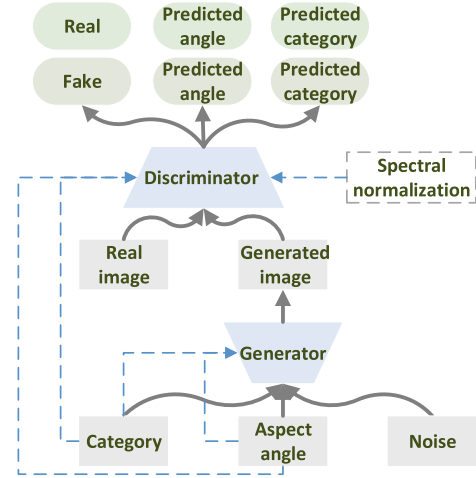 Real
Predicted
angle
Predicted
category
Fake
Predicted
angle
Predicted
category
Discriminator
Spectral
normalization
Real
image
Generated
image
Generator
Category
Aspect
angle
Noise